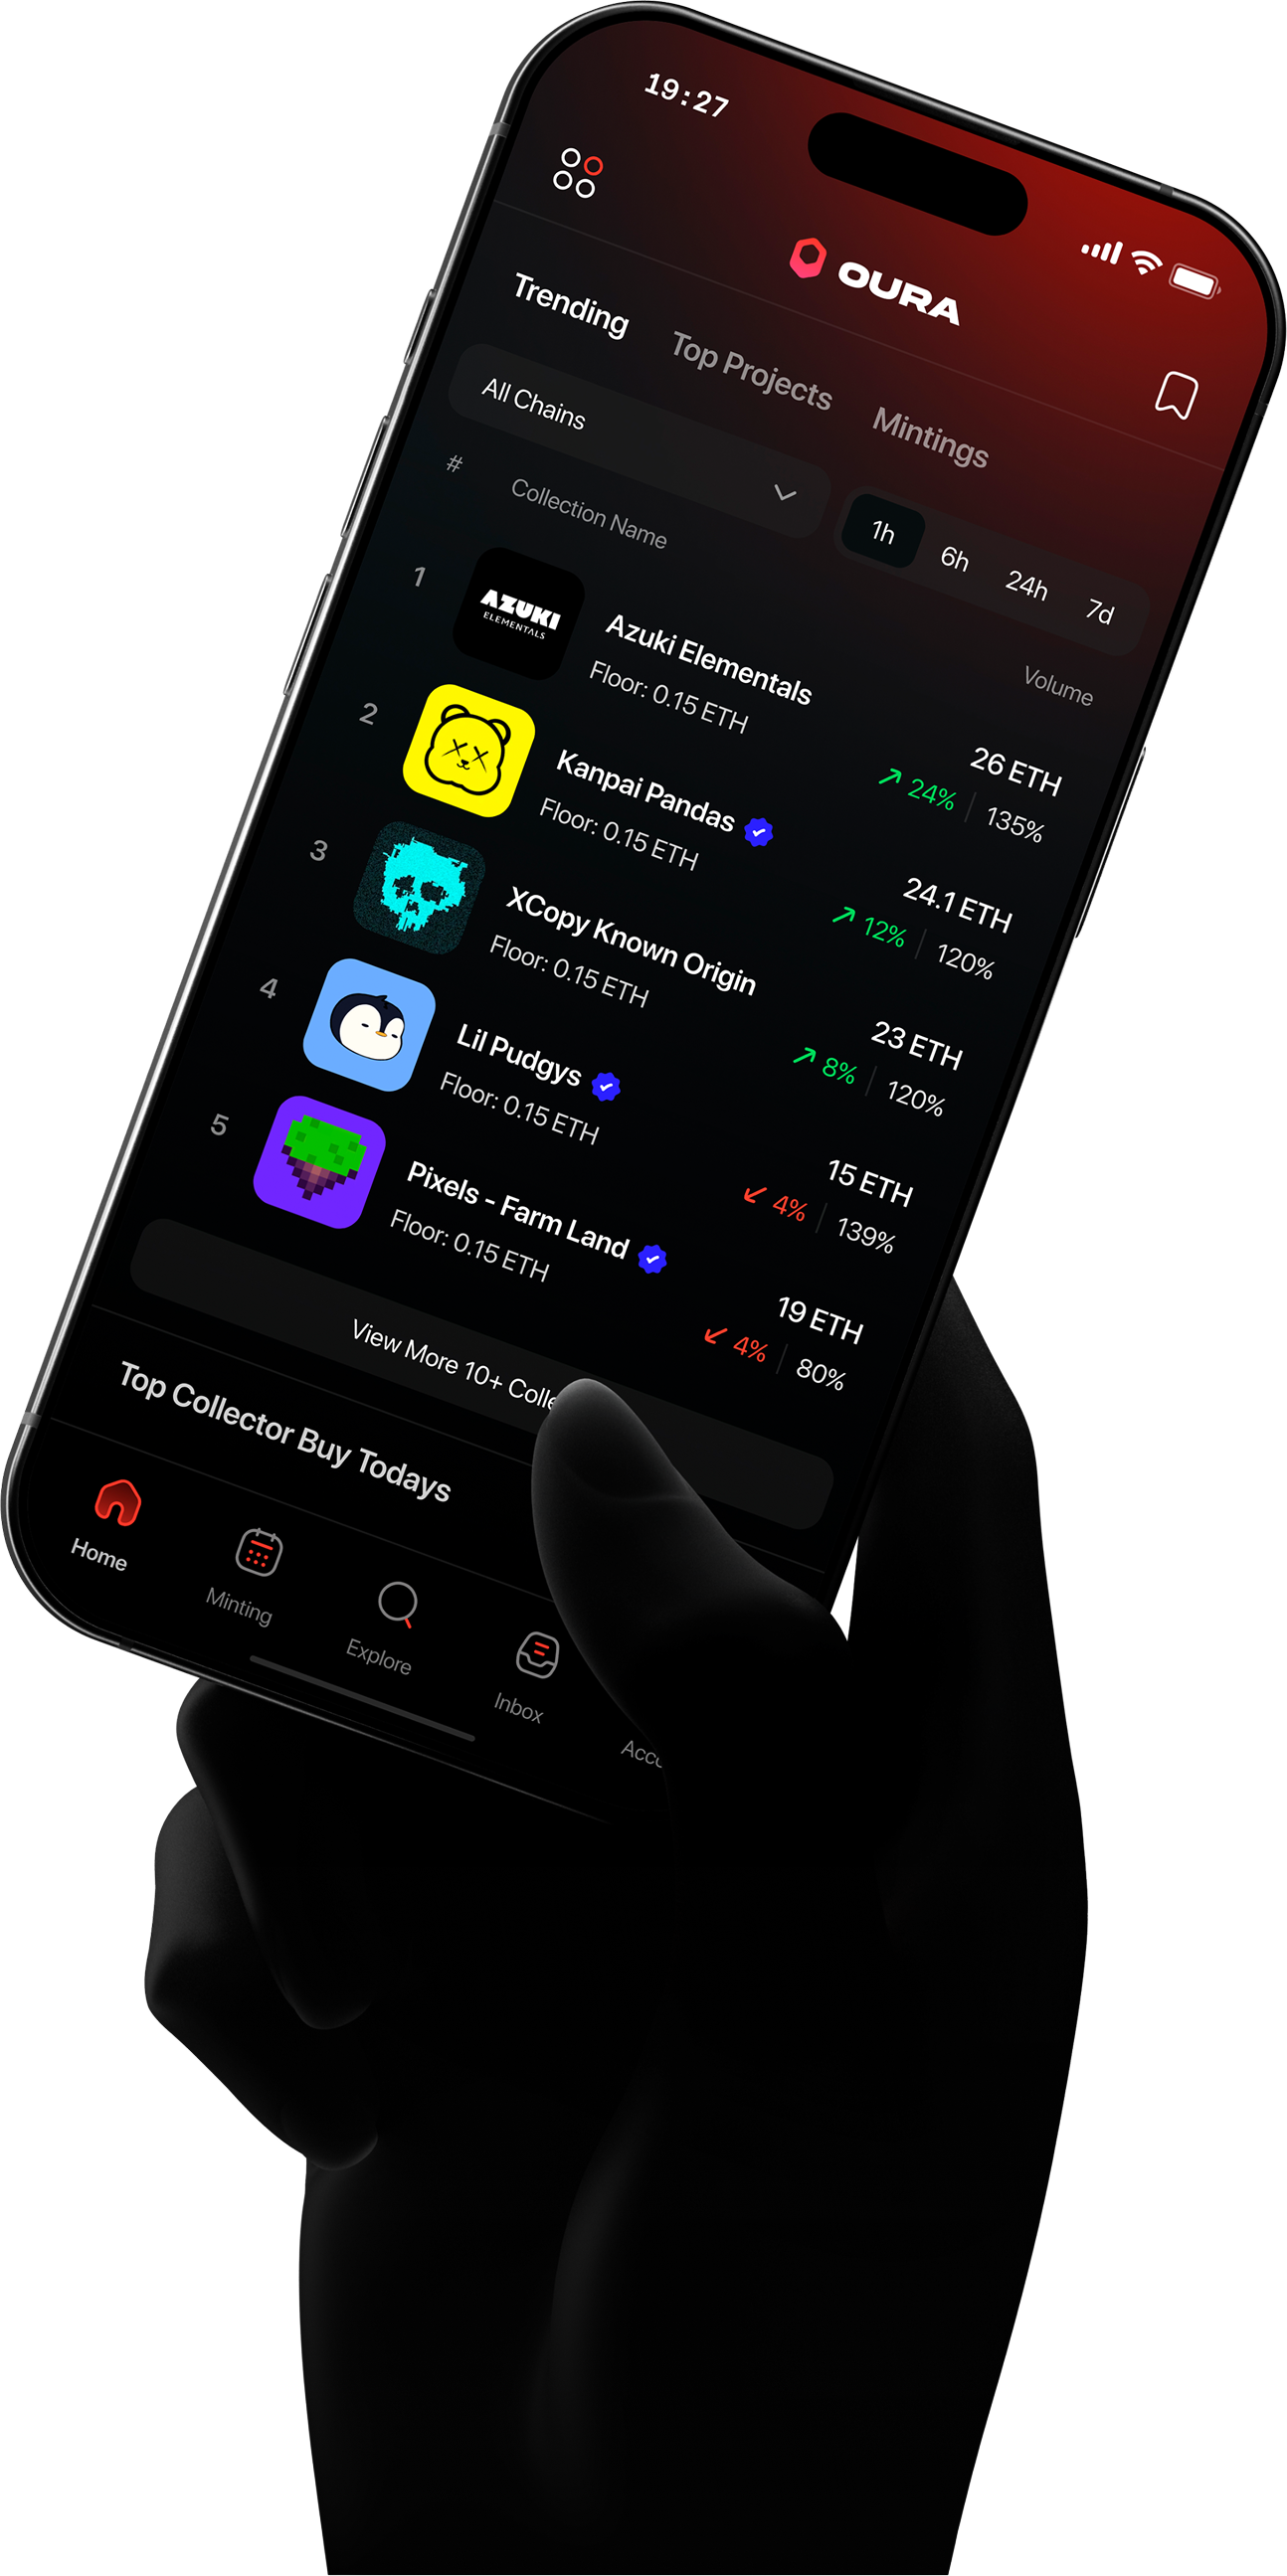 19:27
OURA
Trending
Top Projects
Mintings
All Chains
1h
6h
24h
7d
#
Collection Name
Volume
1
AZUKI
ELEMENTALS
Azuki Elementals
Floor: 0.15 ETH
26 ETH
24%
135%
2
Kanpai Pandas
Floor: 0.15 ETH
24.1 ETH
12%
120%
3
XCopy Known Origin
Floor: 0.15 ETH
23 ETH
8%
120%
4
Lil Pudgys
Floor: 0.15 ETH
15 ETH
4%
139%
5
Pixels - Farm Land
Floor: 0.15 ETH
19 ETH
4%
80%
View More 10+ Colle
Top Collector Buy Todays
Home
Minting
Explore
Inbox
Acc